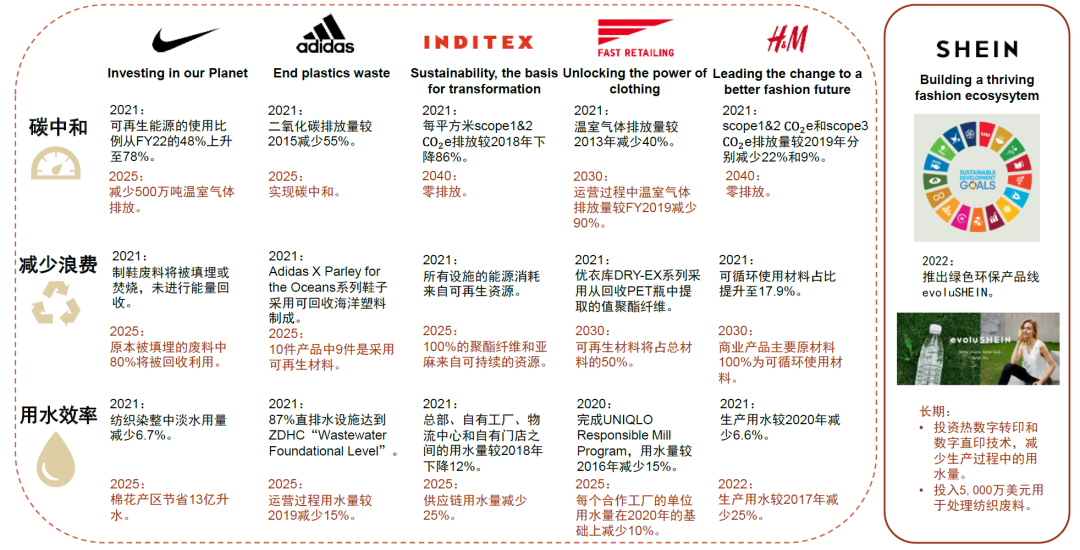 adidas
INDITEX
FAST RETAILING
H&M
SHEIN
Investing in our Planet
End plastics waste
Sustainability, the basis
for transformation
Unlocking the power of
clothing
Leading the change to a
better fashion future
Building a thriving
fashion ecosysytem
碳中和
2021：
可再生能源的使用比
例从FY22的48%上升
至78%。
2025：
减少500万吨温室气体
排放。
2021：
二氧化碳排放量较
2015年减少55%。
2025：
实现碳中和。
2021：
每平方米scope1&2
CO₂e排放较2018年下
降86%。
2040：
零排放。
2021：
温室气体排放量较
2013年减少40%。
2030：
运营过程中温室气体
排放量较FY2019减少
90%。
2021：
scope1&2 CO₂e和scope3
CO₂e排放量较2019年分
别减少22%和9%。
2040：
零排放。
SUSTAINABLE
DEVELOPMENT
GOALS
减少浪费
2021：
制鞋废料将被填埋或
焚烧，未进行能量回
收。
2025：
原本被填埋的废料中
80%将被回收利用。
2021：
Adidas X Parley for
the Oceans系列鞋子
采用可回收海洋塑料
制成。
2025：
10件产品中9件是采用
可再生材料。
2021：
所有设施的能源消耗
来自可再生资源。
2025：
100%的聚酯纤维和亚
麻来自可持续的资源。
2021：
优衣库DRY-EX系列采
用从回收PET瓶中提
取的值聚酯纤维。
2030：
可再生材料将占总材
料的50%。
2021：
可循环使用材料占比
提升至17.9%。
2030：
商业产品主要原材料
100%为可循环使用材
料。
2022：
推出绿色环保产品线
evoluSHEIN。
evoluSHEIN
用水效率
2021：
纺织染整中淡水用量
减少6.7%。
2025：
棉花产区节省13亿升
水。
2021：
87%直排水设施达到
ZDHC“Wastewater
Foundational Level”。
2025：
运营过程用水量较
2019减少15%。
2021：
总部、自有工厂、物
流中心和自有门店之
间的用水量较2018年
下降12%。
2025：
供应链用水量减少
25%。
2020：
完成UNIQLO
Responsible Mill
Program，用水量较
2016年减少15%。
2025：
每个合作工厂的单位
用水量在2020年的基
础上减少10%。
2021：
生产用水较2020年减
少6.6%。
2022：
生产用水较2017年减
少25%。
长期：
• 投资热数字转印和
数字直印技术，减
少生产过程中的用
水量。
• 投入5,000万美元用
于处理纺织废料。